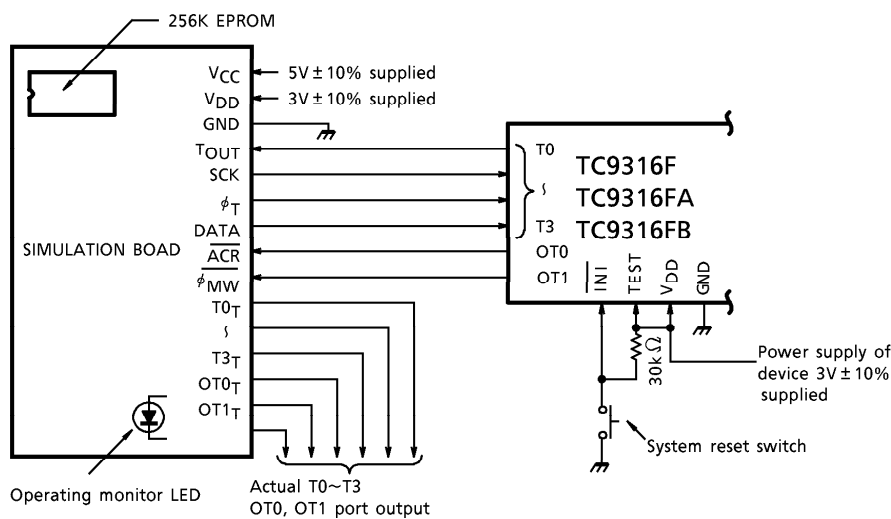 256K EPROM
VCC
5V ± 10% supplied
VDD
3V ± 10% supplied
GND
TOUT
SCK
ϕT
DATA
SIMULATION BOAD
ACR
ϕMW
T0T
~
T3T
OT0T
OT1T
Operating monitor LED
Actual T0~T3
OT0, OT1 port output
T0
~
T3
OT0
OT1
TC9316F
TC9316FA
TC9316FB
INI
TEST
VDD
GND
30kΩ
Power supply of
device 3V ± 10%
supplied
System reset switch